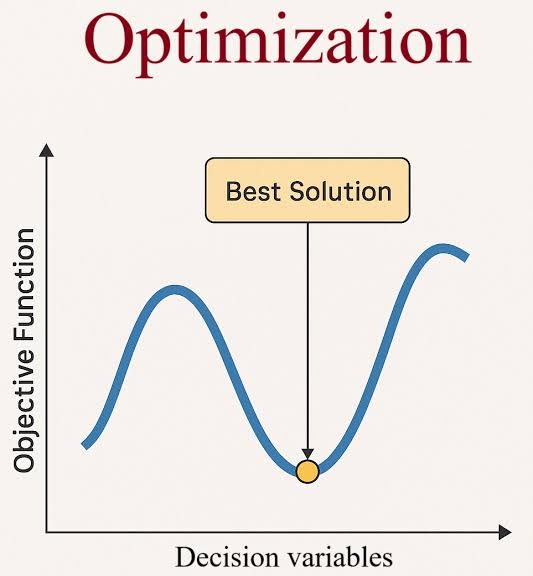 Optimization
Best Solution
Objective Function
Decision variables